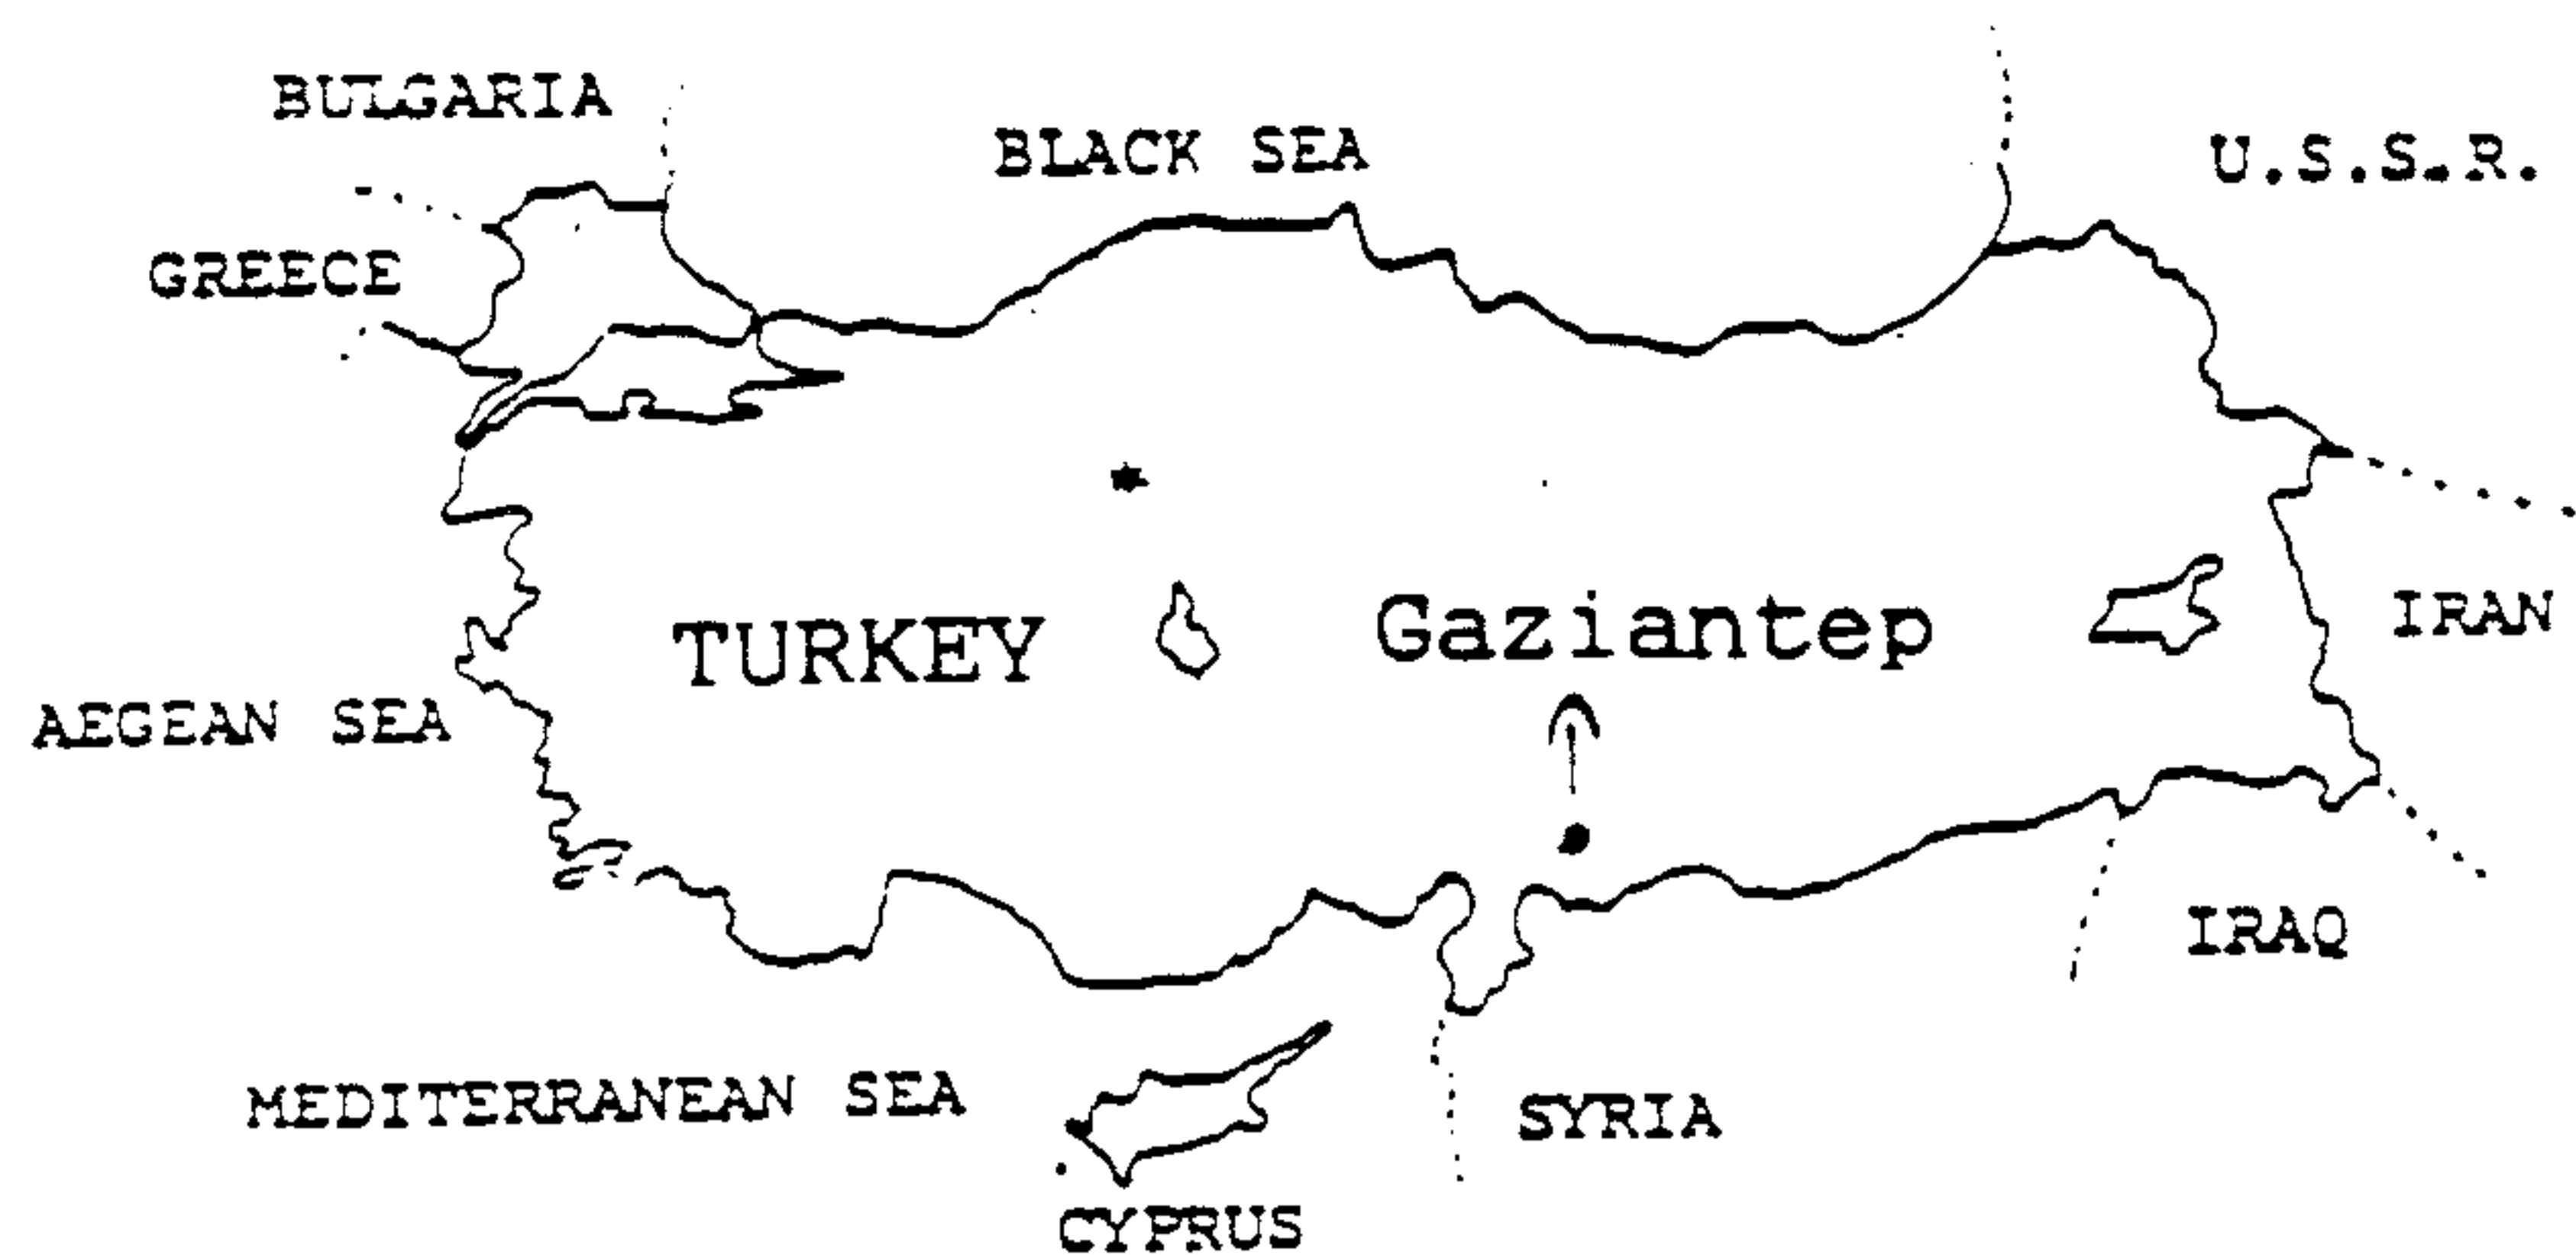 BULGARIA
BLACK SEA
U.S.S.R.
GREECE
TURKEY
Gaziantep
IRAN
AEGEAN SEA
IRAQ
MEDITERRANEAN SEA
SYRIA
CYPRUS